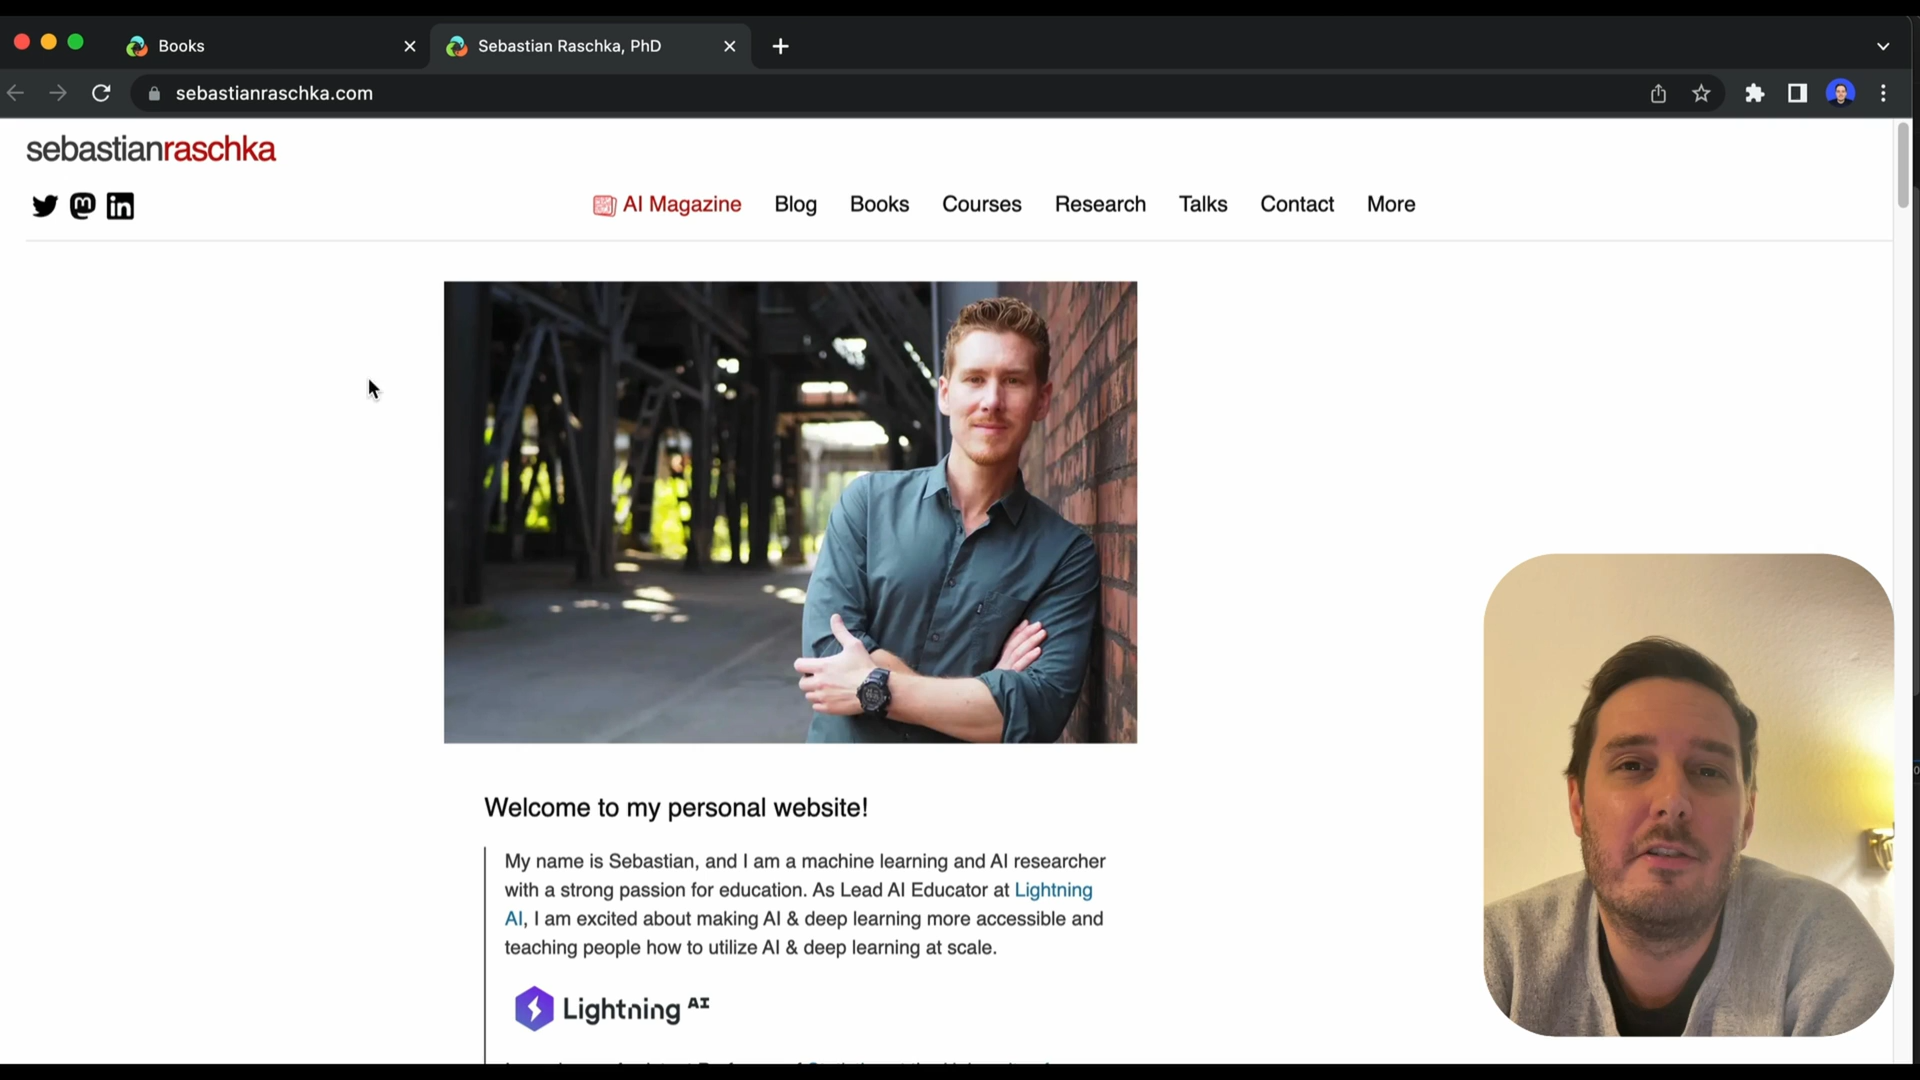 Books
Sebastian Raschka, PhD
sebastianraschka.com
sebastianraschka
AI Magazine Blog Books Courses Research Talks Contact More
Welcome to my personal website!
My name is Sebastian, and I am a machine learning and AI researcher
with a strong passion for education. As Lead AI Educator at Lightning
AI, I am excited about making AI & deep learning more accessible and
teaching people how to utilize AI & deep learning at scale.
Lightning AI